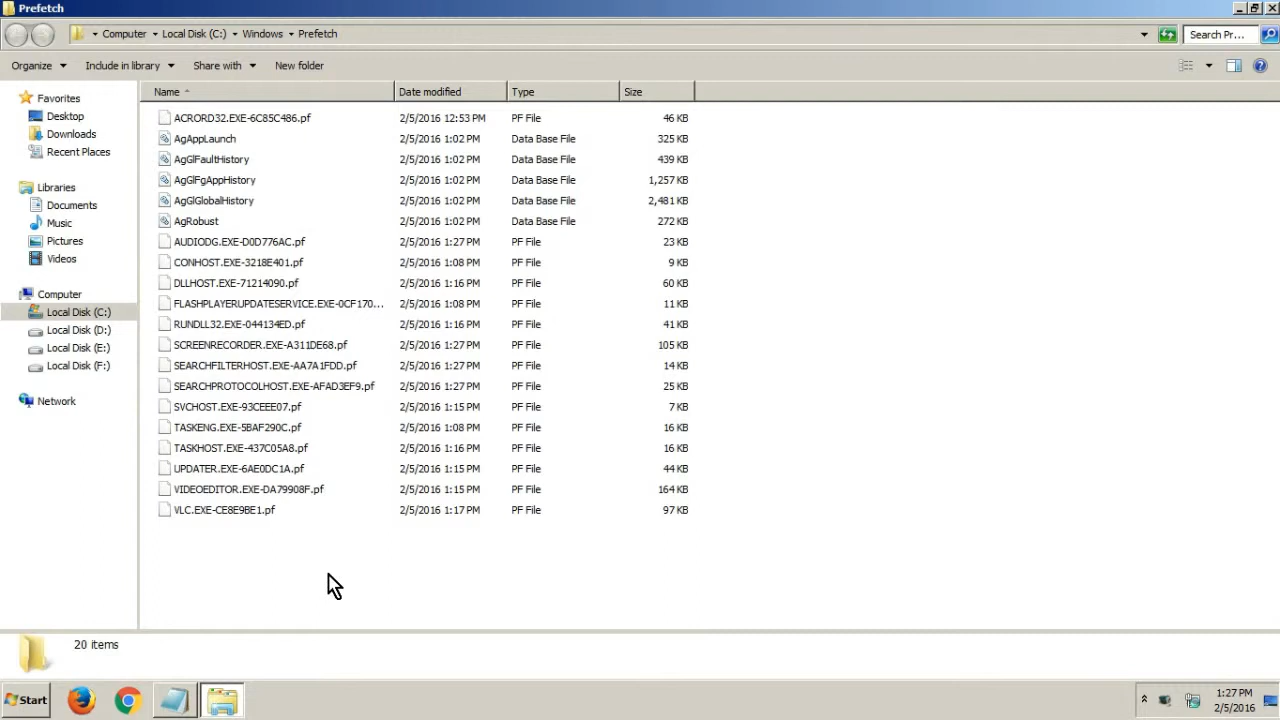 Prefetch
Computer Local Disk (C:) Windows Prefetch Search Pr...
Organize Include in library Share with New folder
Name Date modified Type Size
Favorites
Desktop
Downloads
Recent Places
Libraries
Documents
Music
Pictures
Videos
Computer
Local Disk (C:)
Local Disk (D:)
Local Disk (E:)
Local Disk (F:)
Network
ACRORD32.EXE-6C85C486.pf 2/5/2016 12:53 PM PF File 46 KB
AgAppLaunch 2/5/2016 1:02 PM Data Base File 325 KB
AgGlFaultHistory 2/5/2016 1:02 PM Data Base File 439 KB
AgGlFgAppHistory 2/5/2016 1:02 PM Data Base File 1,257 KB
AgGlGlobalHistory 2/5/2016 1:02 PM Data Base File 2,481 KB
AgRobust 2/5/2016 1:02 PM Data Base File 272 KB
AUDIODG.EXE-D0D776AC.pf 2/5/2016 1:27 PM PF File 23 KB
CONHOST.EXE-3218E401.pf 2/5/2016 1:08 PM PF File 9 KB
DLLHOST.EXE-71214090.pf 2/5/2016 1:16 PM PF File 60 KB
FLASHPLAYERUPDATESERVICE.EXE-0CF170... 2/5/2016 1:08 PM PF File 11 KB
RUNDLL32.EXE-044134ED.pf 2/5/2016 1:16 PM PF File 41 KB
SCREENRECORDER.EXE-A311DE68.pf 2/5/2016 1:27 PM PF File 105 KB
SEARCHFILTERHOST.EXE-AA7A1FDD.pf 2/5/2016 1:27 PM PF File 14 KB
SEARCHPROTOCOLHOST.EXE-AFAD3EF9.pf 2/5/2016 1:27 PM PF File 25 KB
SVCHOST.EXE-93CEEE07.pf 2/5/2016 1:15 PM PF File 7 KB
TASKENG.EXE-5BAF290C.pf 2/5/2016 1:08 PM PF File 16 KB
TASKHOST.EXE-437C05A8.pf 2/5/2016 1:16 PM PF File 16 KB
UPDATER.EXE-6AE0DC1A.pf 2/5/2016 1:15 PM PF File 44 KB
VIDEOEDITOR.EXE-DA79908F.pf 2/5/2016 1:15 PM PF File 164 KB
VLC.EXE-CE8E9BE1.pf 2/5/2016 1:17 PM PF File 97 KB
20 items
Start
1:27 PM
2/5/2016